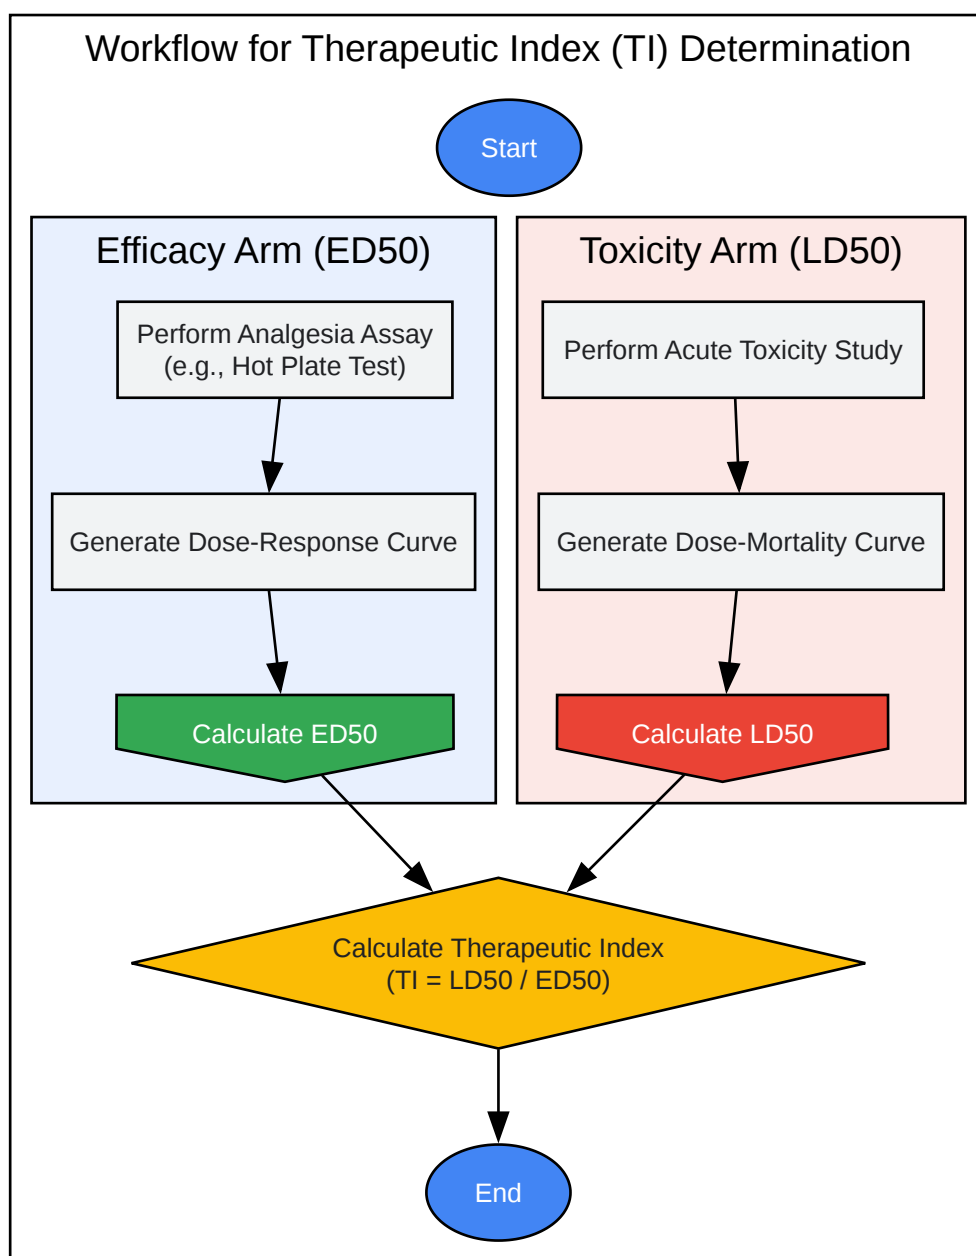 Workflow for Therapeutic Index (TI) Determination
Start
Efficacy Arm (ED50)
Perform Analgesia Assay
(e.g., Hot Plate Test)
Generate Dose-Response Curve
Calculate ED50
Toxicity Arm (LD50)
Perform Acute Toxicity Study
Generate Dose-Mortality Curve
Calculate LD50
Calculate Therapeutic Index
(TI = LD50 / ED50)
End